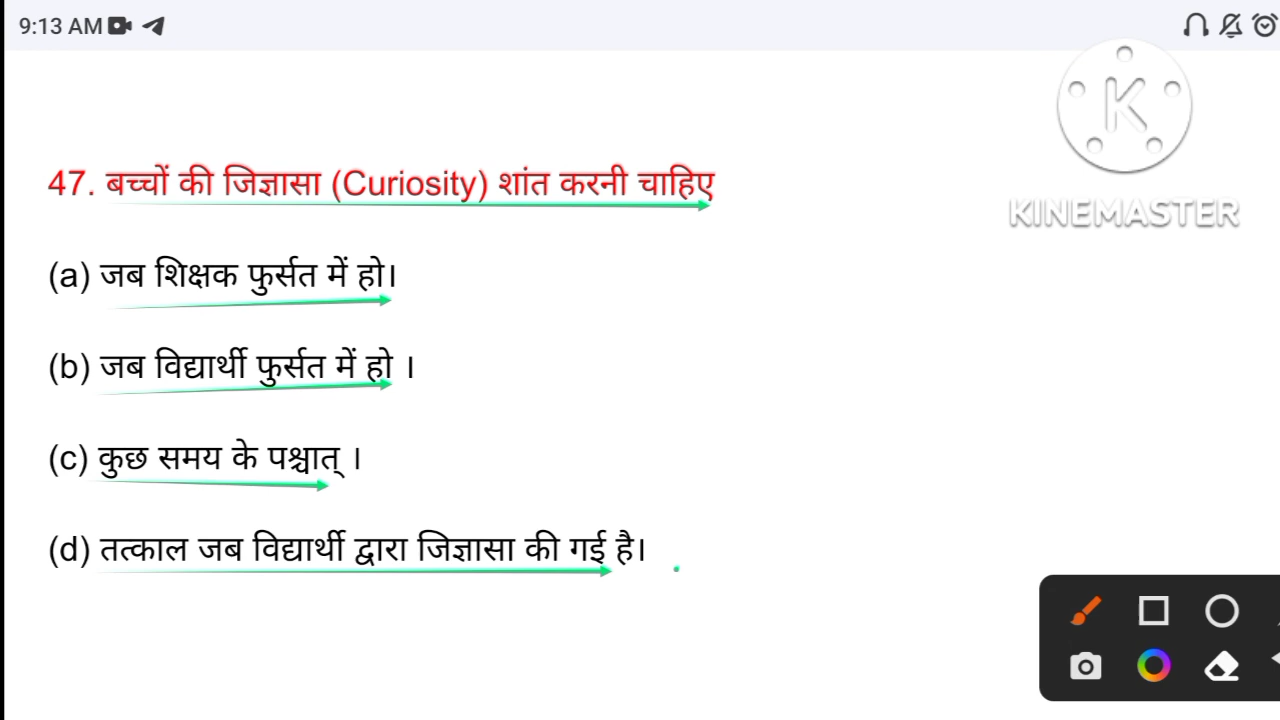 9:13 AM
47. बच्चों की जिज्ञासा (Curiosity) शांत करनी चाहिए
K
KINEMASTER
(a) जब शिक्षक फुर्सत में हो।
(b) जब विद्यार्थी फुर्सत में हो ।
(c) कुछ समय के पश्चात् ।
(d) तत्काल जब विद्यार्थी द्वारा जिज्ञासा की गई है।